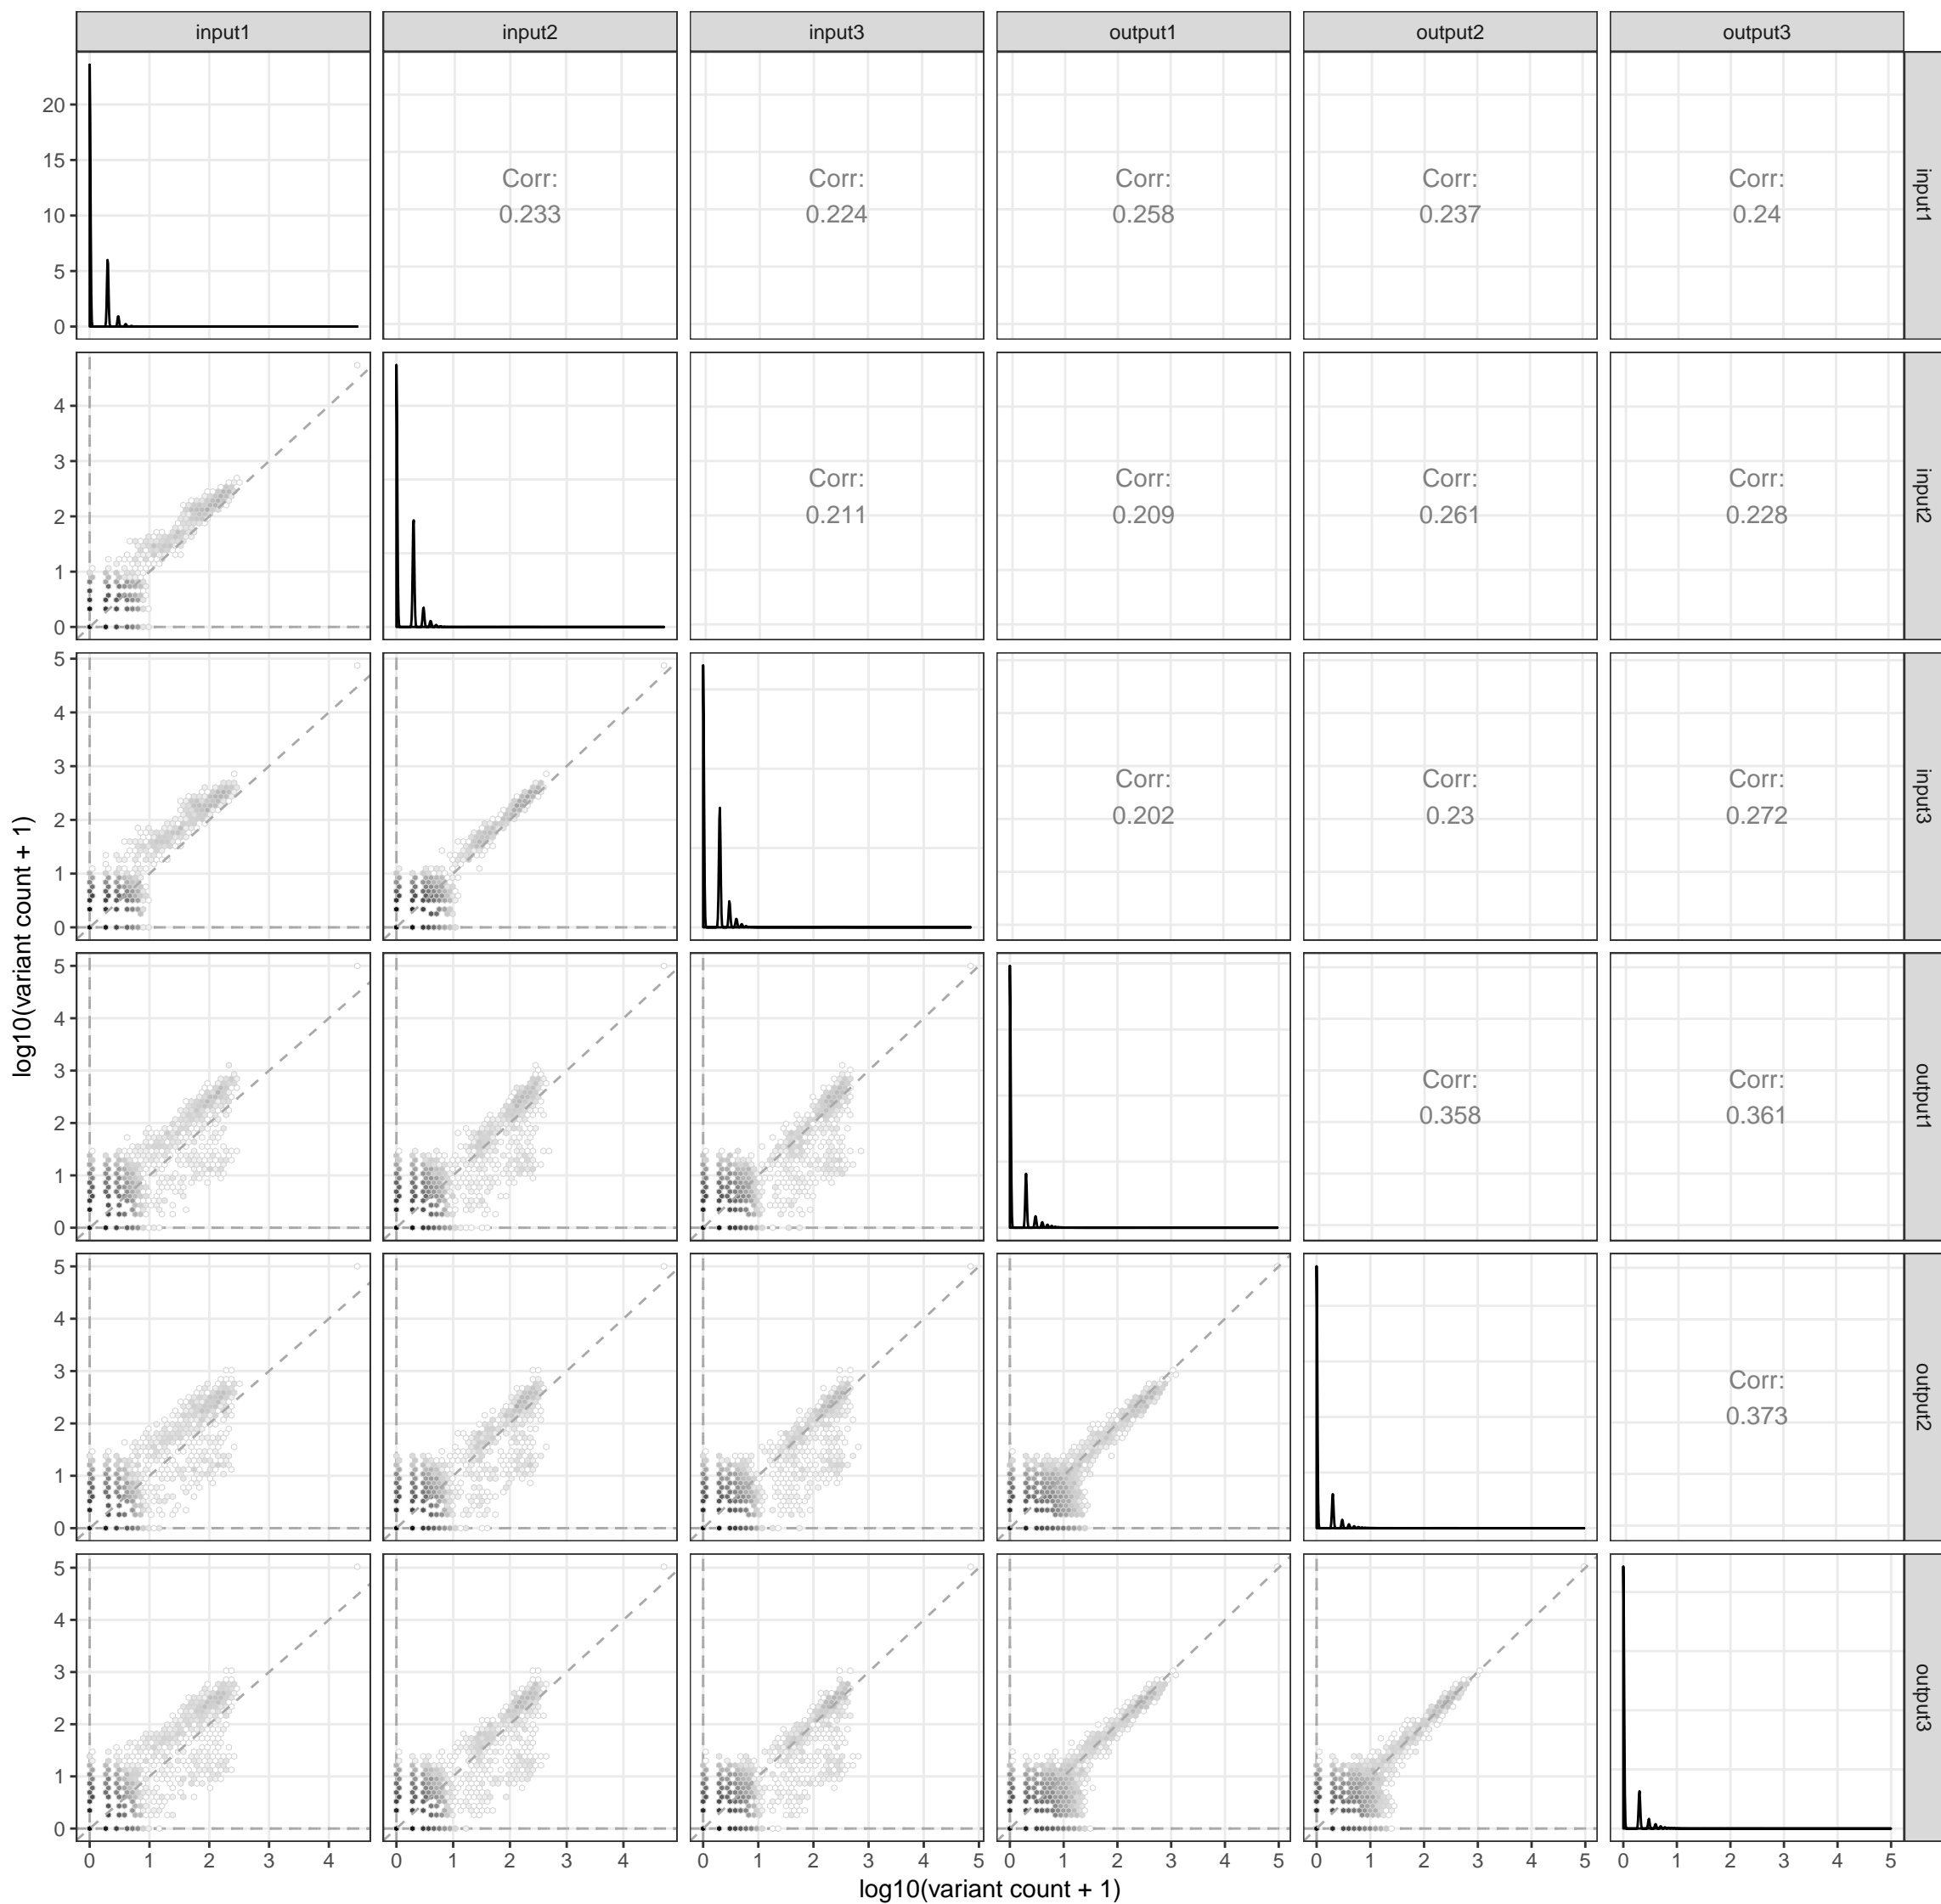 input1 input2 input3 output1 output2 output3
20
15
10
5
0
Corr:
0.233
Corr:
0.224
Corr:
0.258
Corr:
0.237
Corr:
0.24
input1
4
3
2
1
0
Corr:
0.211
Corr:
0.209
Corr:
0.261
Corr:
0.228
input2
5
4
3
2
1
0
Corr:
0.202
Corr:
0.23
Corr:
0.272
input3
log10(variant count + 1)
5
4
3
2
1
0
Corr:
0.358
Corr:
0.361
output1
5
4
3
2
1
0
Corr:
0.373
output2
5
4
3
2
1
0
output3
0 1 2 3 4 0 1 2 3 4 0 1 2 3 4 5 0 1 2 3 4 5 0 1 2 3 4 5 0 1 2 3 4 5
log10(variant count + 1)